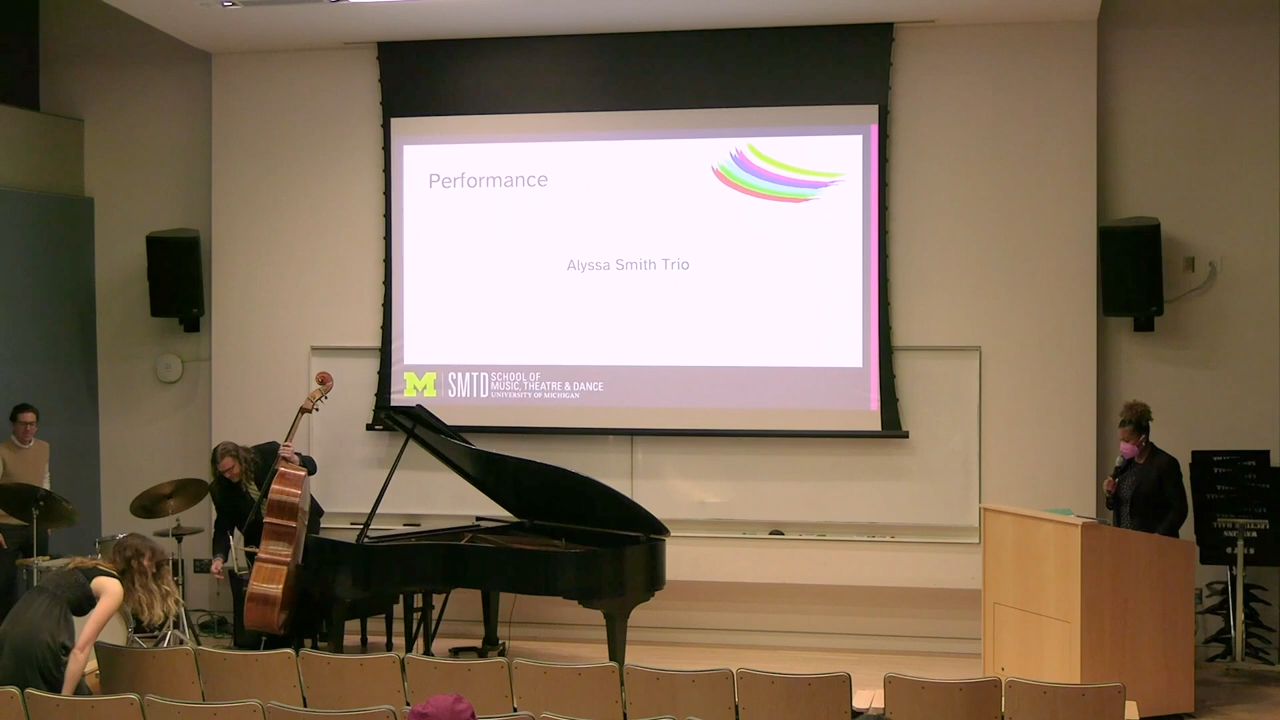 Performance
Alyssa Smith Trio
M SMTD SCHOOL OF
MUSIC, THEATRE & DANCE
UNIVERSITY OF MICHIGAN